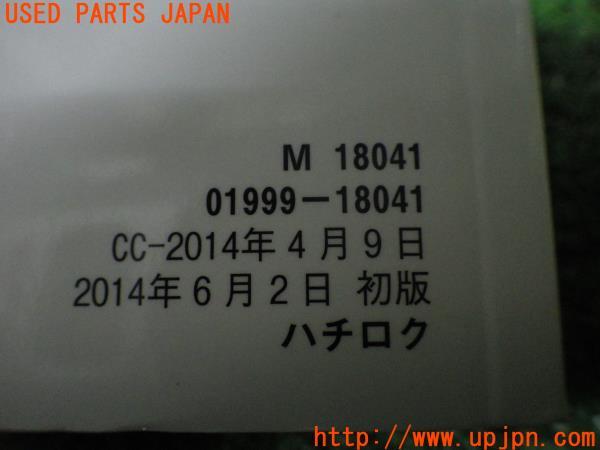 USED PARTS JAPAN
M 18041
01999-18041
CC-2014年4月9日
2014年6月2日 初版
ハチロク
http://www.upjpn.com/